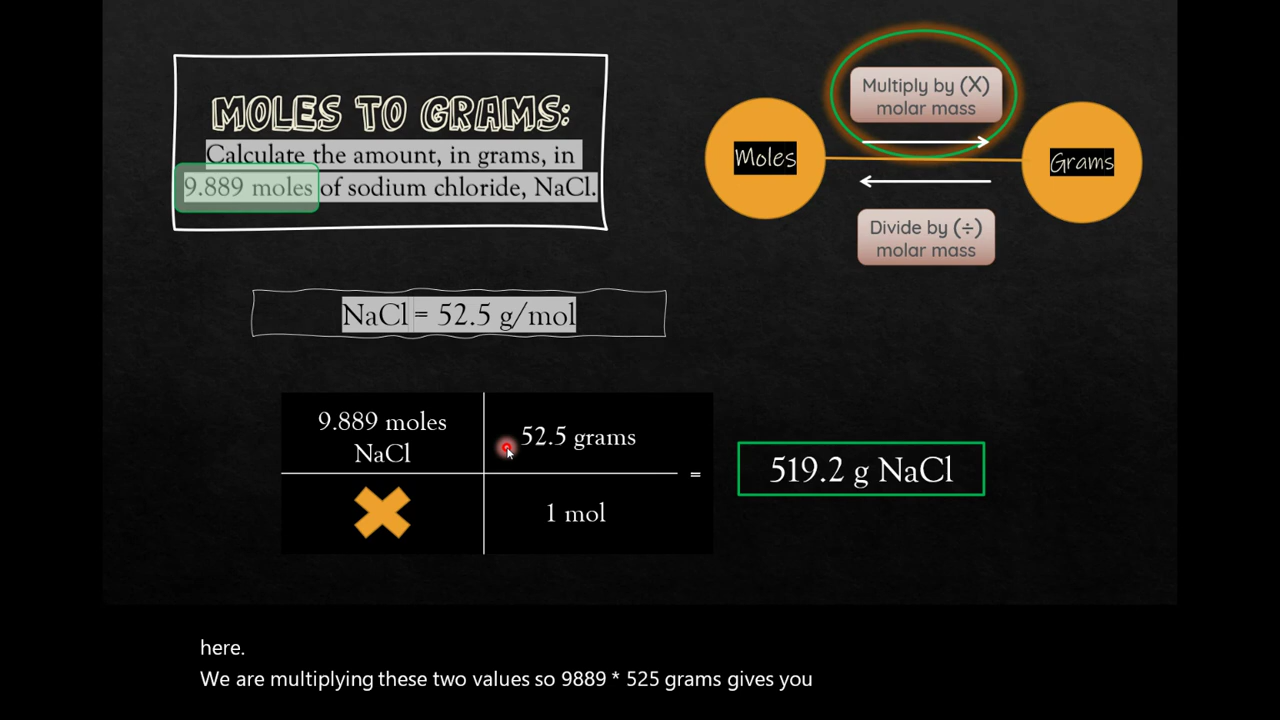 MOLES TO GRAMS:
Calculate the amount, in grams, in
9.889 moles of sodium chloride, NaCl.
Multiply by (X)
molar mass
Moles
Grams
Divide by (÷)
molar mass
NaCl = 52.5 g/mol
9.889 moles
NaCl
52.5 grams
1 mol
=
519.2 g NaCl
here.
We are multiplying these two values so 9889 * 525 grams gives you